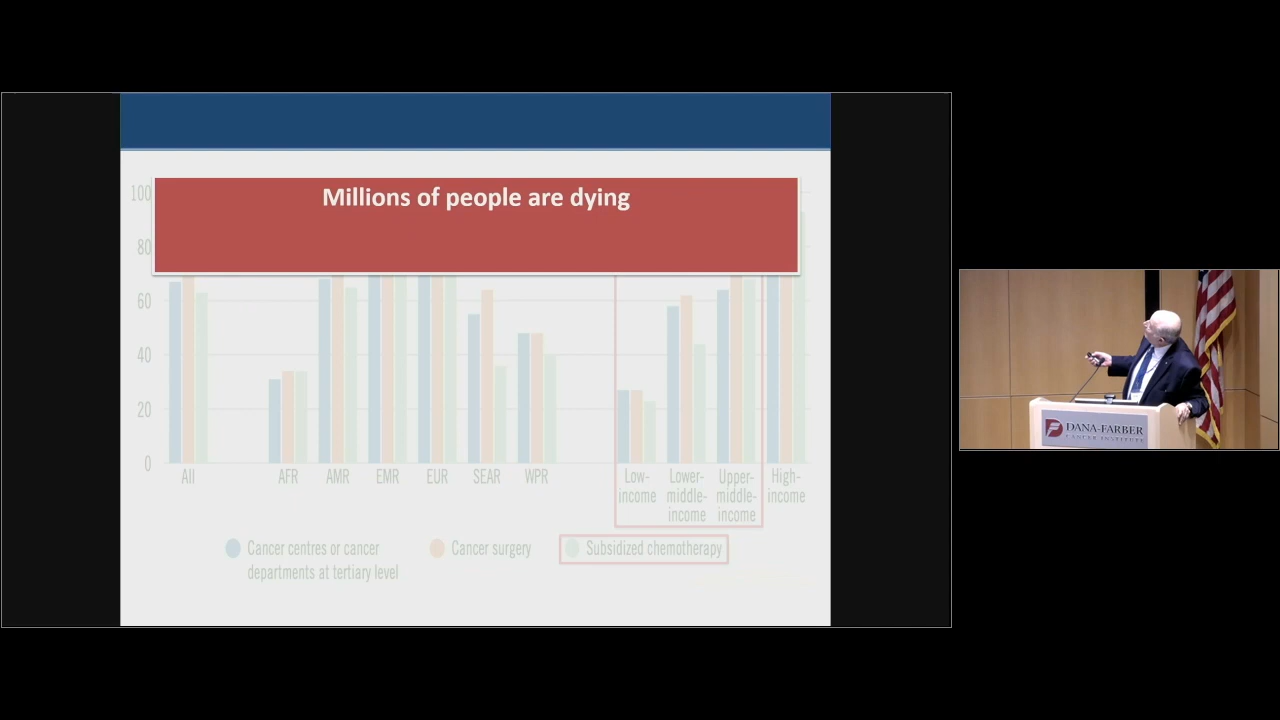 Millions of people are dying
100
80
60
40
20
0
All
AFR
AMR
EMR
EUR
SEAR
WPR
Low-
income
Lower-
middle-
income
Upper-
middle-
income
High-
income
Cancer centres or cancer
departments at tertiary level
Cancer surgery
Subsidized chemotherapy
DANA-FARBER
CANCER INSTITUTE